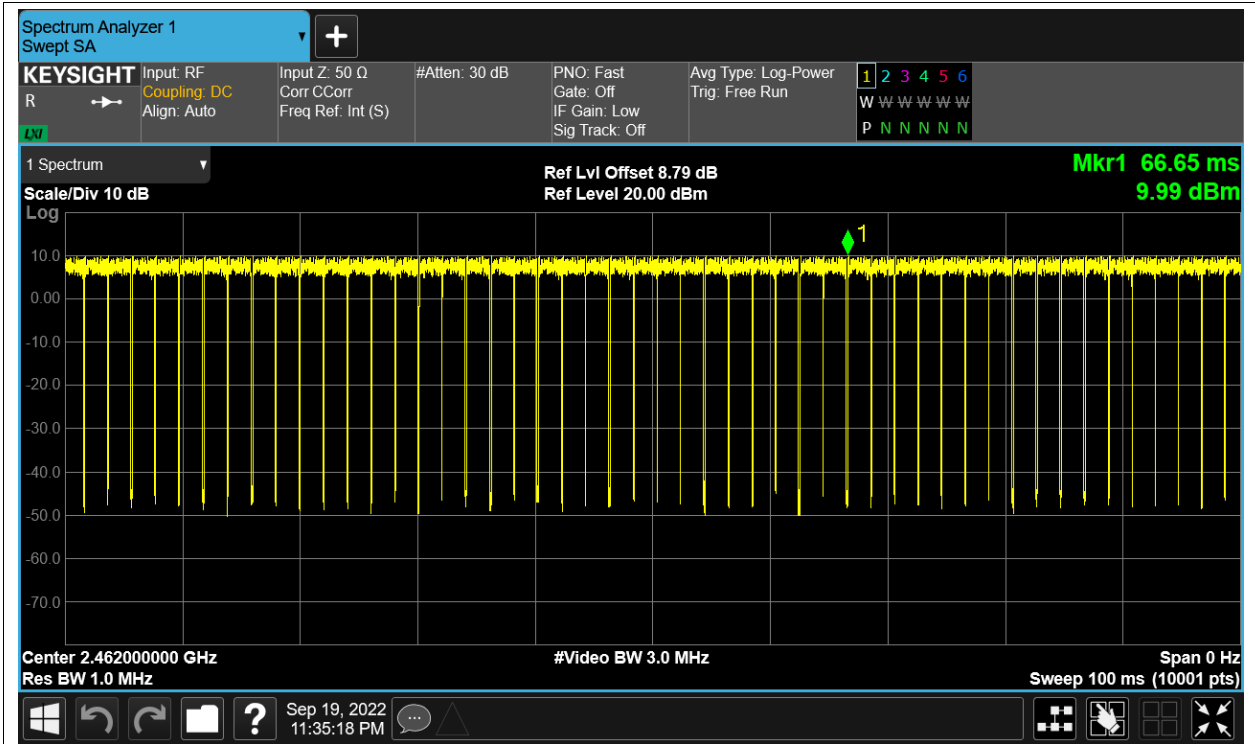 Spectrum Analyzer 1
Swept SA
+
KEYSIGHT
R
LXI
Input: RF
Coupling: DC
Align: Auto
Input Z: 50 Ω
Corr CCorr
Freq Ref: Int (S)
#Atten: 30 dB
PNO: Fast
Gate: Off
IF Gain: Low
Sig Track: Off
Avg Type: Log-Power
Trig: Free Run
1 2 3 4 5 6
W W W W W W
P N N N N N
1 Spectrum
Scale/Div 10 dB
Ref Lvl Offset 8.79 dB
Ref Level 20.00 dBm
Mkr1 66.65 ms
9.99 dBm
Log
1
10.0
0.00
-10.0
-20.0
-30.0
-40.0
-50.0
-60.0
-70.0
Center 2.462000000 GHz
Res BW 1.0 MHz
#Video BW 3.0 MHz
Span 0 Hz
Sweep 100 ms (10001 pts)
?
Sep 19, 2022
11:35:18 PM